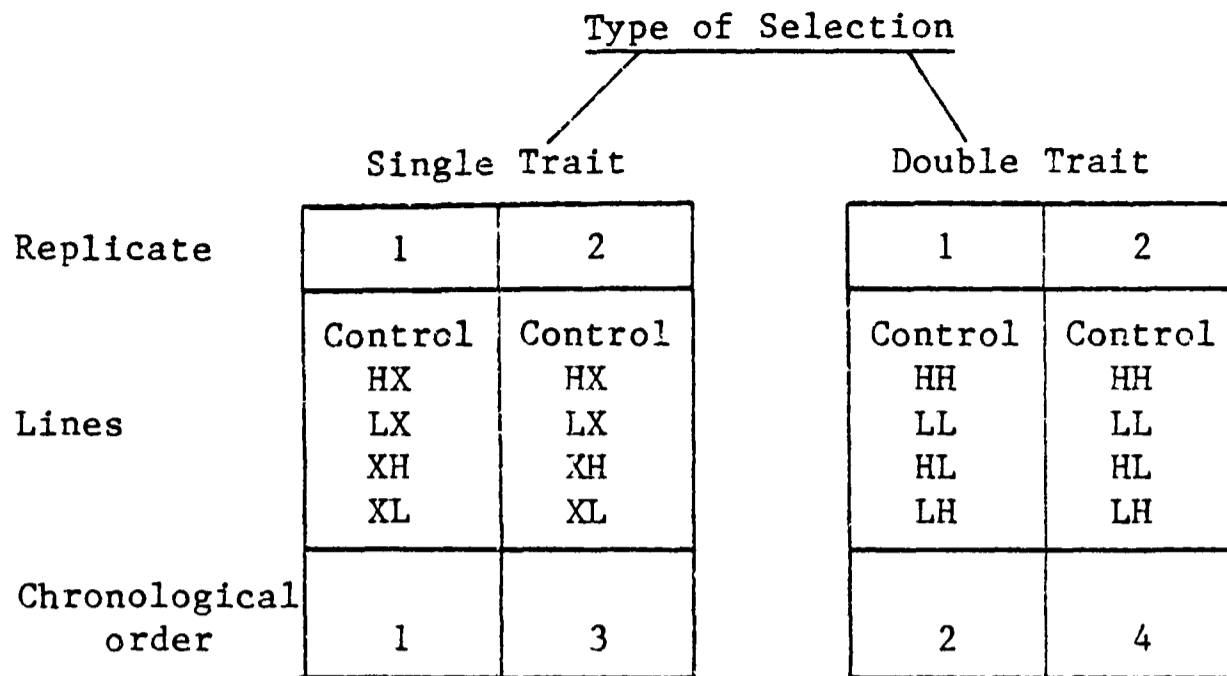 Type of Selection
Single Trait Double Trait
Replicate 1 2 1 2
Control Control Control Control
HX HX HH HH
Lines LX LX LL LL
XH XH HL HL
XL XL LH LH
Chronological
order 1 3 2 4